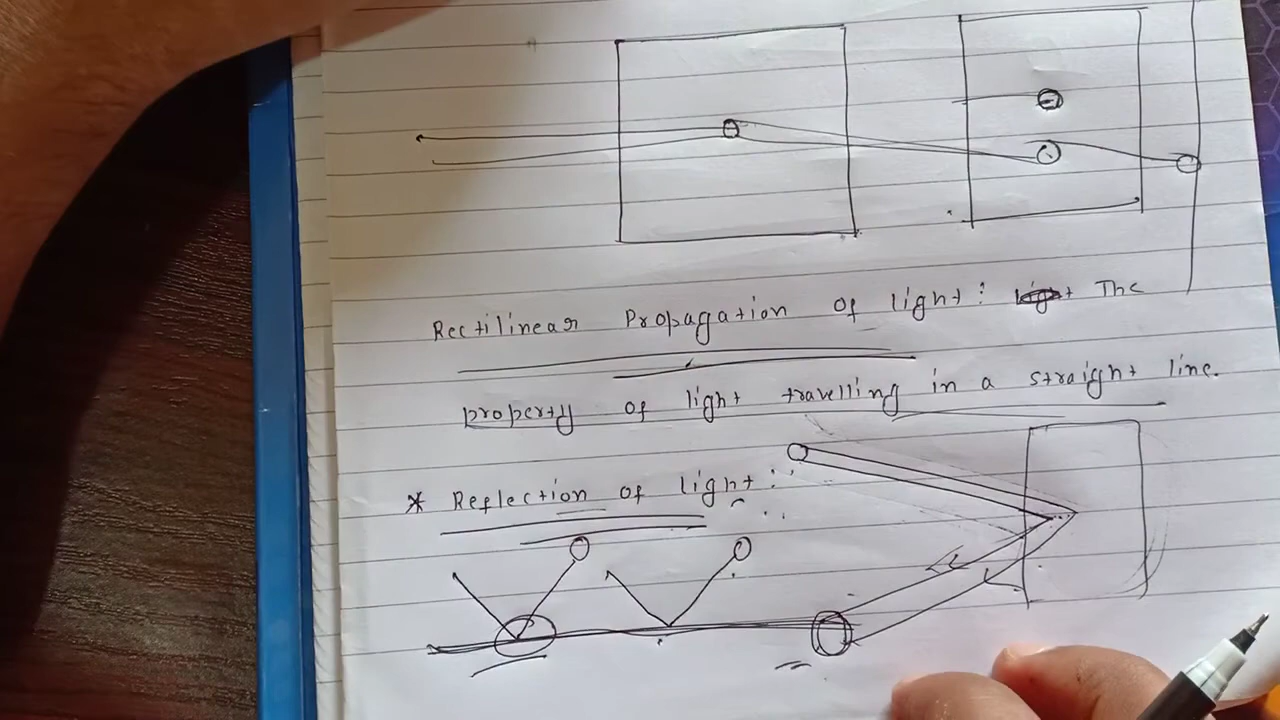 Rectilinear Propagation of light: The
property of light travelling in a straight line.
* Reflection of light: